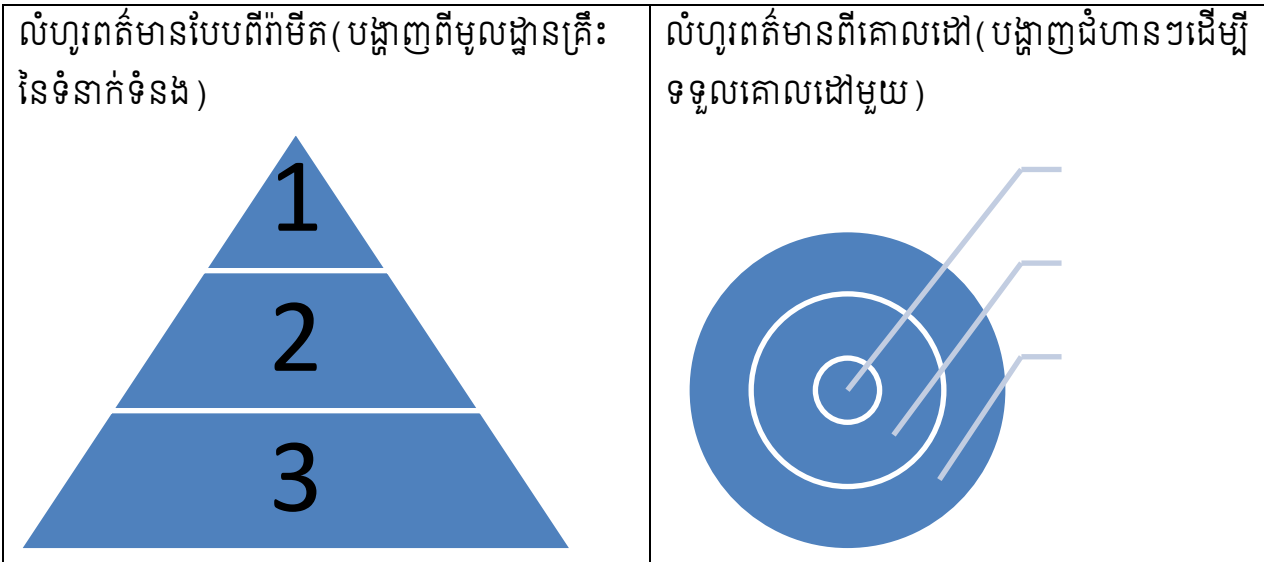 លំហូរពត៌មានបែបពីរ៉ាមីត(បង្ហាញពីមូលដ្ឋានគ្រឹះ
នៃទំនាក់ទំនង)
1
2
3
លំហូរពត៌មានពីគោលដៅ(បង្ហាញជំហានៗដើម្បី
ទទួលគោលដៅមួយ)